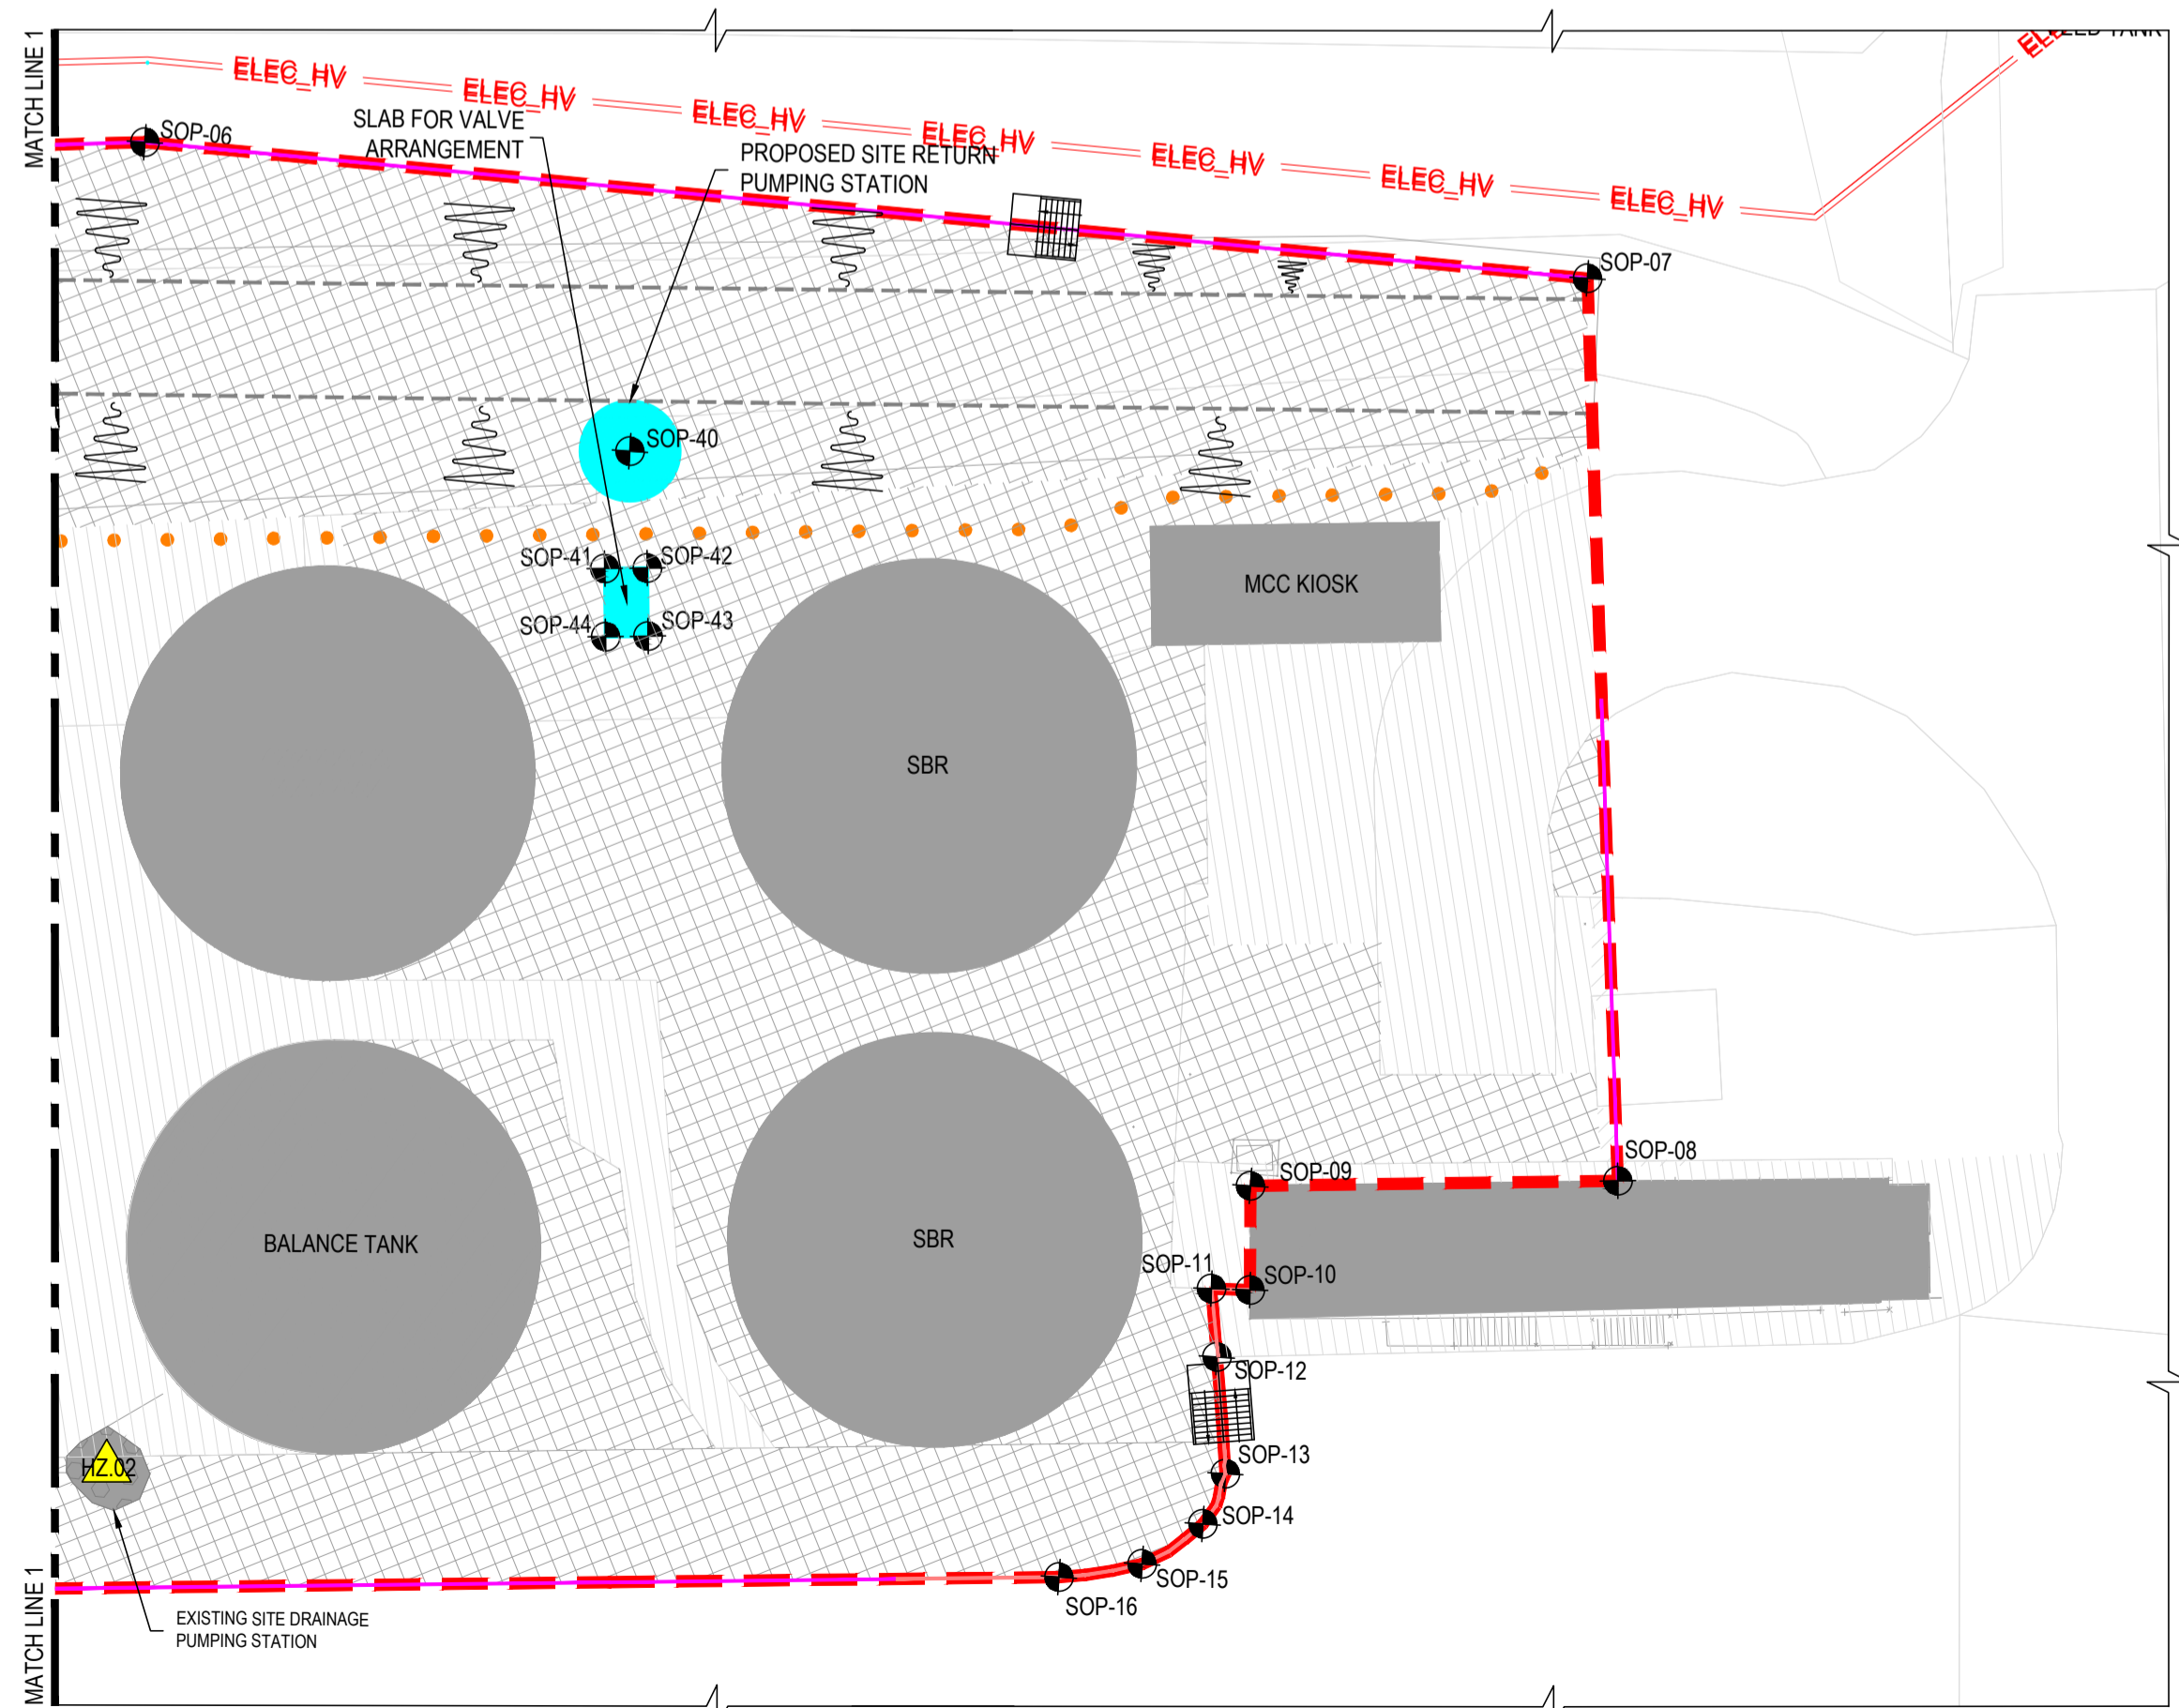 MATCH LINE 1
ELEC_HV
ELEC_HV
ELEC_HV
ELEC_HV
ELEC_HV
ELEC_HV
ELEC_HV
TANK
SOP-06
SLAB FOR VALVE
ARRANGEMENT
PROPOSED SITE RETURN
PUMPING STATION
SOP-07
SOP-40
SOP-41
SOP-42
SOP-44
SOP-43
MCC KIOSK
SBR
SOP-08
SOP-09
BALANCE TANK
SBR
SOP-11
SOP-10
SOP-12
SOP-13
HZ.02
SOP-14
SOP-15
SOP-16
EXISTING SITE DRAINAGE
PUMPING STATION
MATCH LINE 1